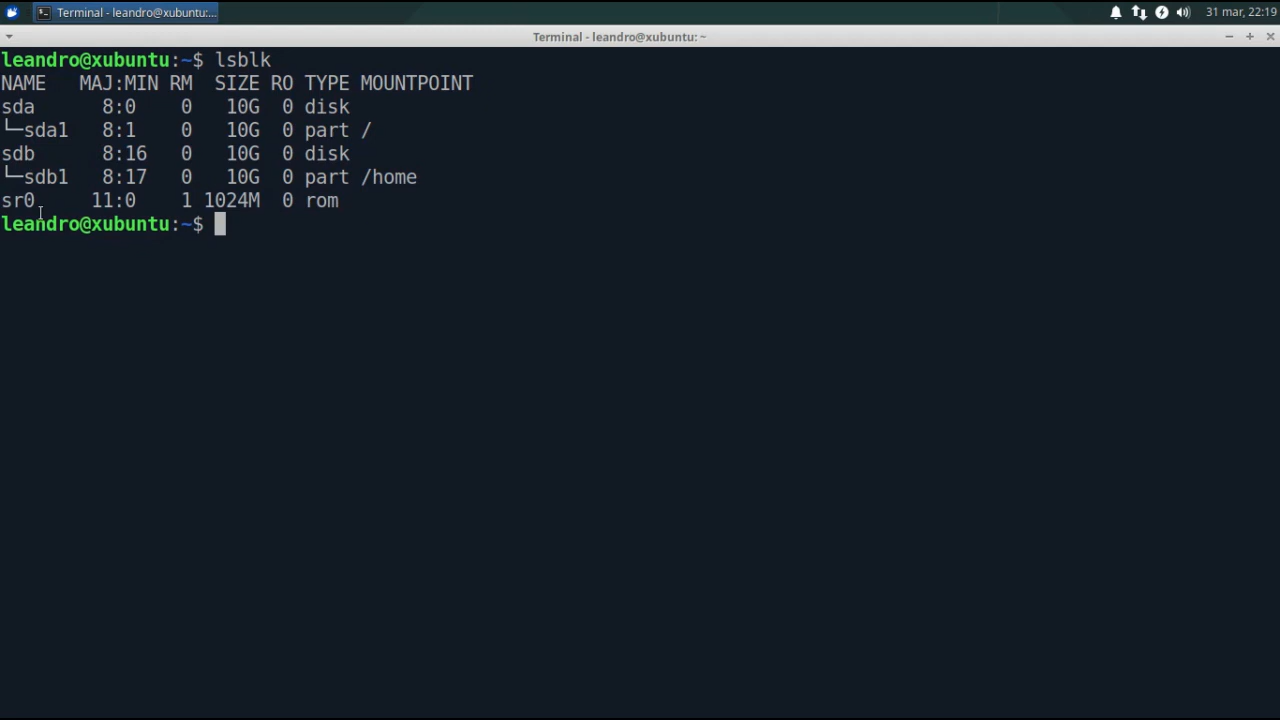 Terminal - leandro@xubuntu:...
31 mar, 22:19
Terminal - leandro@xubuntu: ~
leandro@xubuntu:~$ lsblk
NAME   MAJ:MIN RM  SIZE RO TYPE MOUNTPOINT
sda      8:0    0   10G  0 disk
└─sda1   8:1    0   10G  0 part /
sdb      8:16   0   10G  0 disk
└─sdb1   8:17   0   10G  0 part /home
sr0     11:0    1 1024M  0 rom
leandro@xubuntu:~$